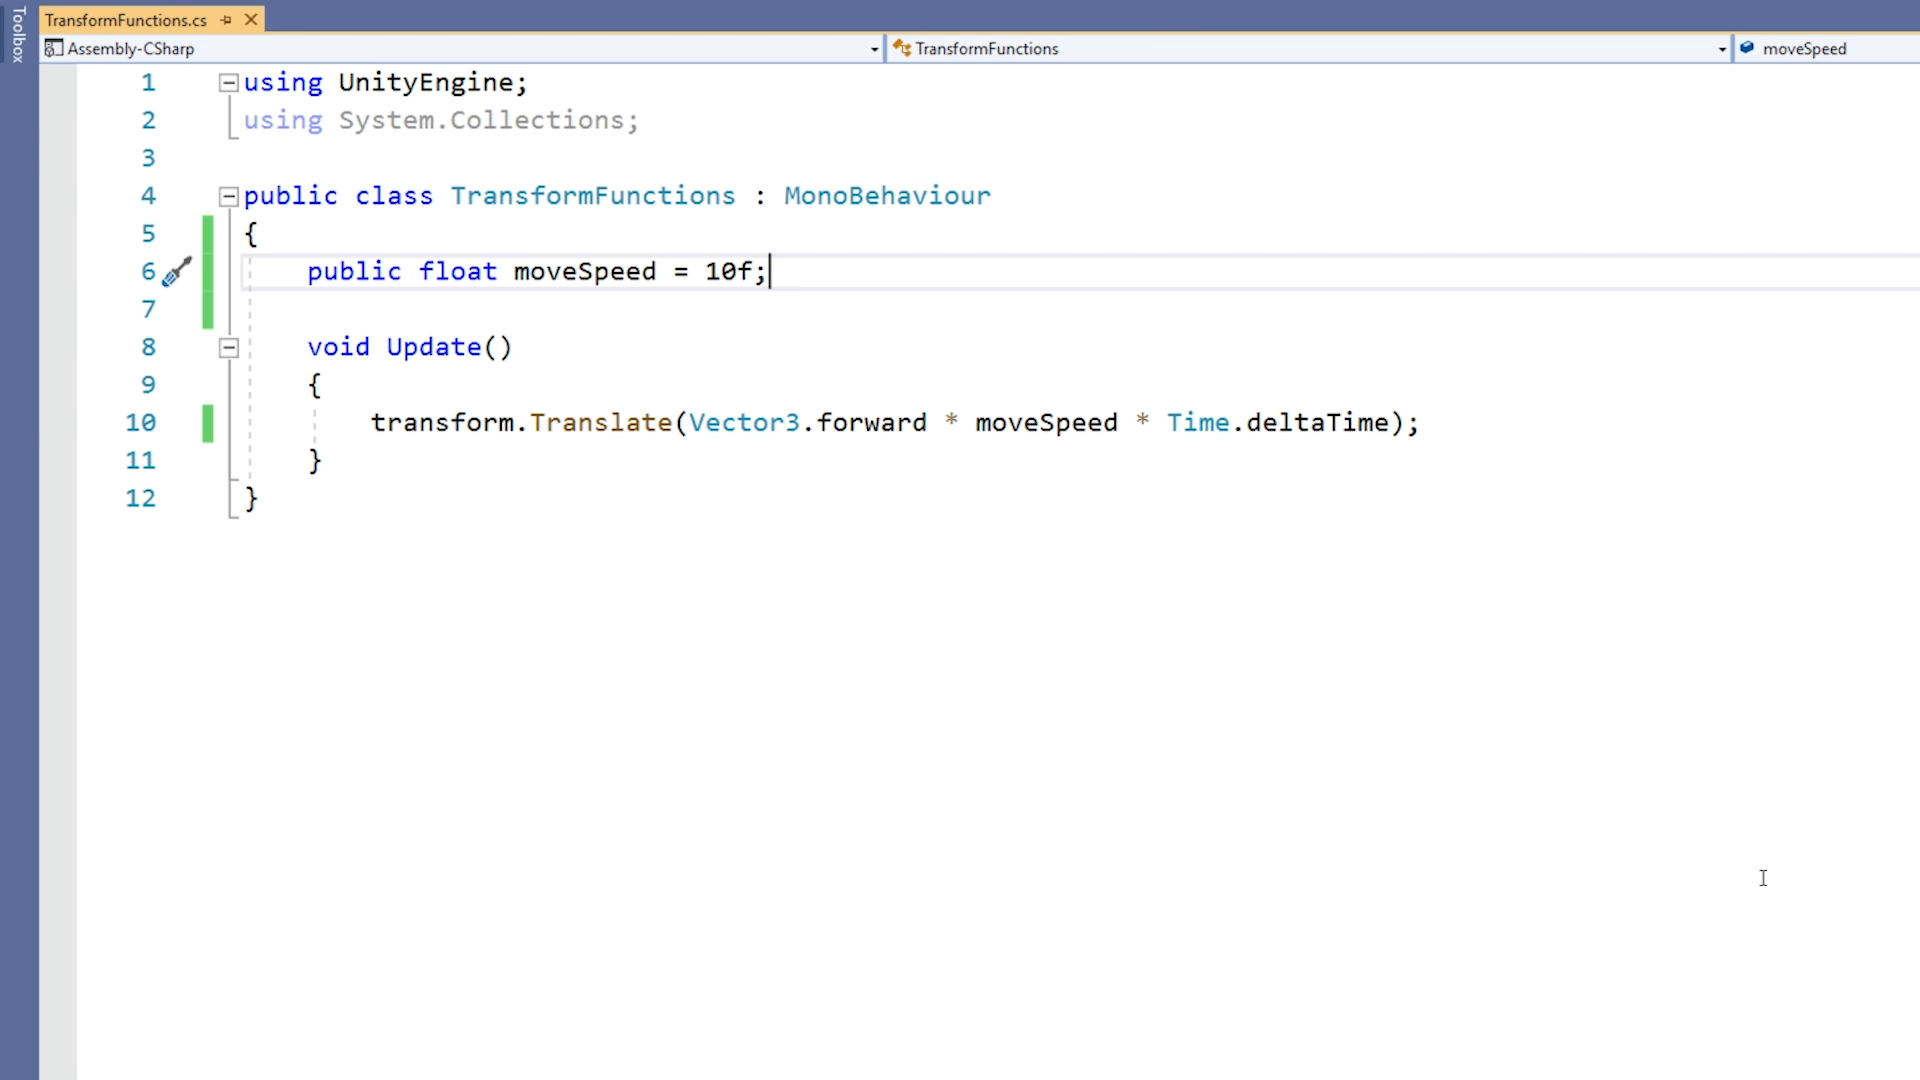 Toolbox
TransformFunctions.cs
Assembly-CSharp
TransformFunctions
moveSpeed
1 using UnityEngine;
2 using System.Collections;
3
4 public class TransformFunctions : MonoBehaviour
5 {
6 public float moveSpeed = 10f;
7
8 void Update()
9 {
10 transform.Translate(Vector3.forward * moveSpeed * Time.deltaTime);
11 }
12 }